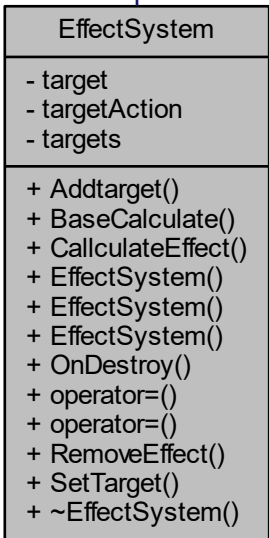 EffectSystem
- target
- targetAction
- targets
+ Addtarget()
+ BaseCalculate()
+ CallculateEffect()
+ EffectSystem()
+ EffectSystem()
+ EffectSystem()
+ OnDestroy()
+ operator=()
+ operator=()
+ RemoveEffect()
+ SetTarget()
+ ~EffectSystem()